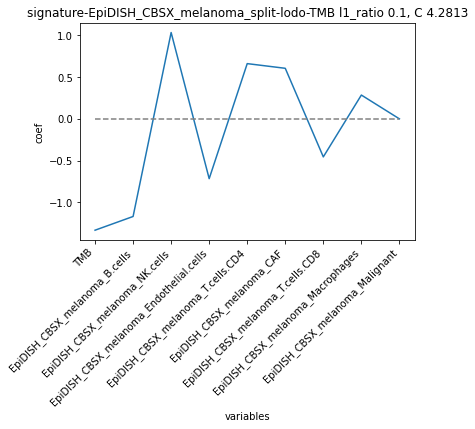 signature-EpiDISH_CBSX_melanoma_split-lodo-TMB l1_ratio 0.1, C 4.2813
1.0
0.5
0.0
−0.5
−1.0
coef
TMB
EpiDISH_CBSX_melanoma_B.cells
EpiDISH_CBSX_melanoma_NK.cells
EpiDISH_CBSX_melanoma_Endothelial.cells
EpiDISH_CBSX_melanoma_T.cells.CD4
EpiDISH_CBSX_melanoma_CAF
EpiDISH_CBSX_melanoma_T.cells.CD8
EpiDISH_CBSX_melanoma_Macrophages
EpiDISH_CBSX_melanoma_Malignant
variables